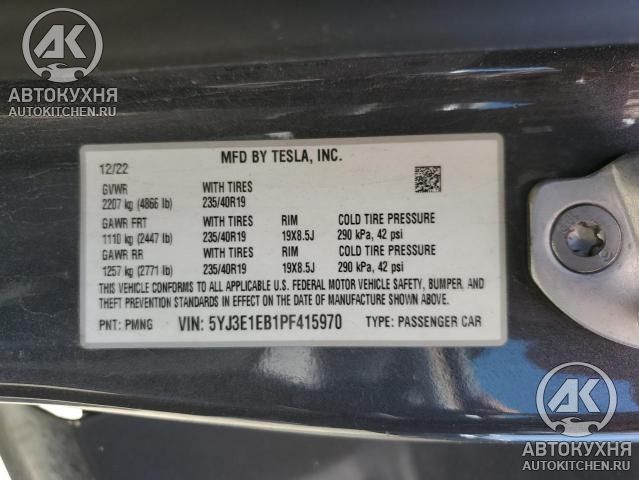 AK
АВТОКУХНЯ
AUTOKITCHEN.RU
MFD BY TESLA, INC.
12/22
GVWR WITH TIRES
2207 kg (4866 lb) 235/40R19
GAWR FRT WITH TIRES RIM COLD TIRE PRESSURE
1110 kg (2447 lb) 235/40R19 19X8.5J 290 kPa, 42 psi
GAWR RR WITH TIRES RIM COLD TIRE PRESSURE
1257 kg (2771 lb) 235/40R19 19X8.5J 290 kPa, 42 psi
THIS VEHICLE CONFORMS TO ALL APPLICABLE U.S. FEDERAL MOTOR VEHICLE SAFETY, BUMPER, AND
THEFT PREVENTION STANDARDS IN EFFECT ON THE DATE OF MANUFACTURE SHOWN ABOVE.
PNT: PMNG VIN: 5YJ3E1EB1PF415970 TYPE: PASSENGER CAR
AK
АВТОКУХНЯ
AUTOKITCHEN.RU